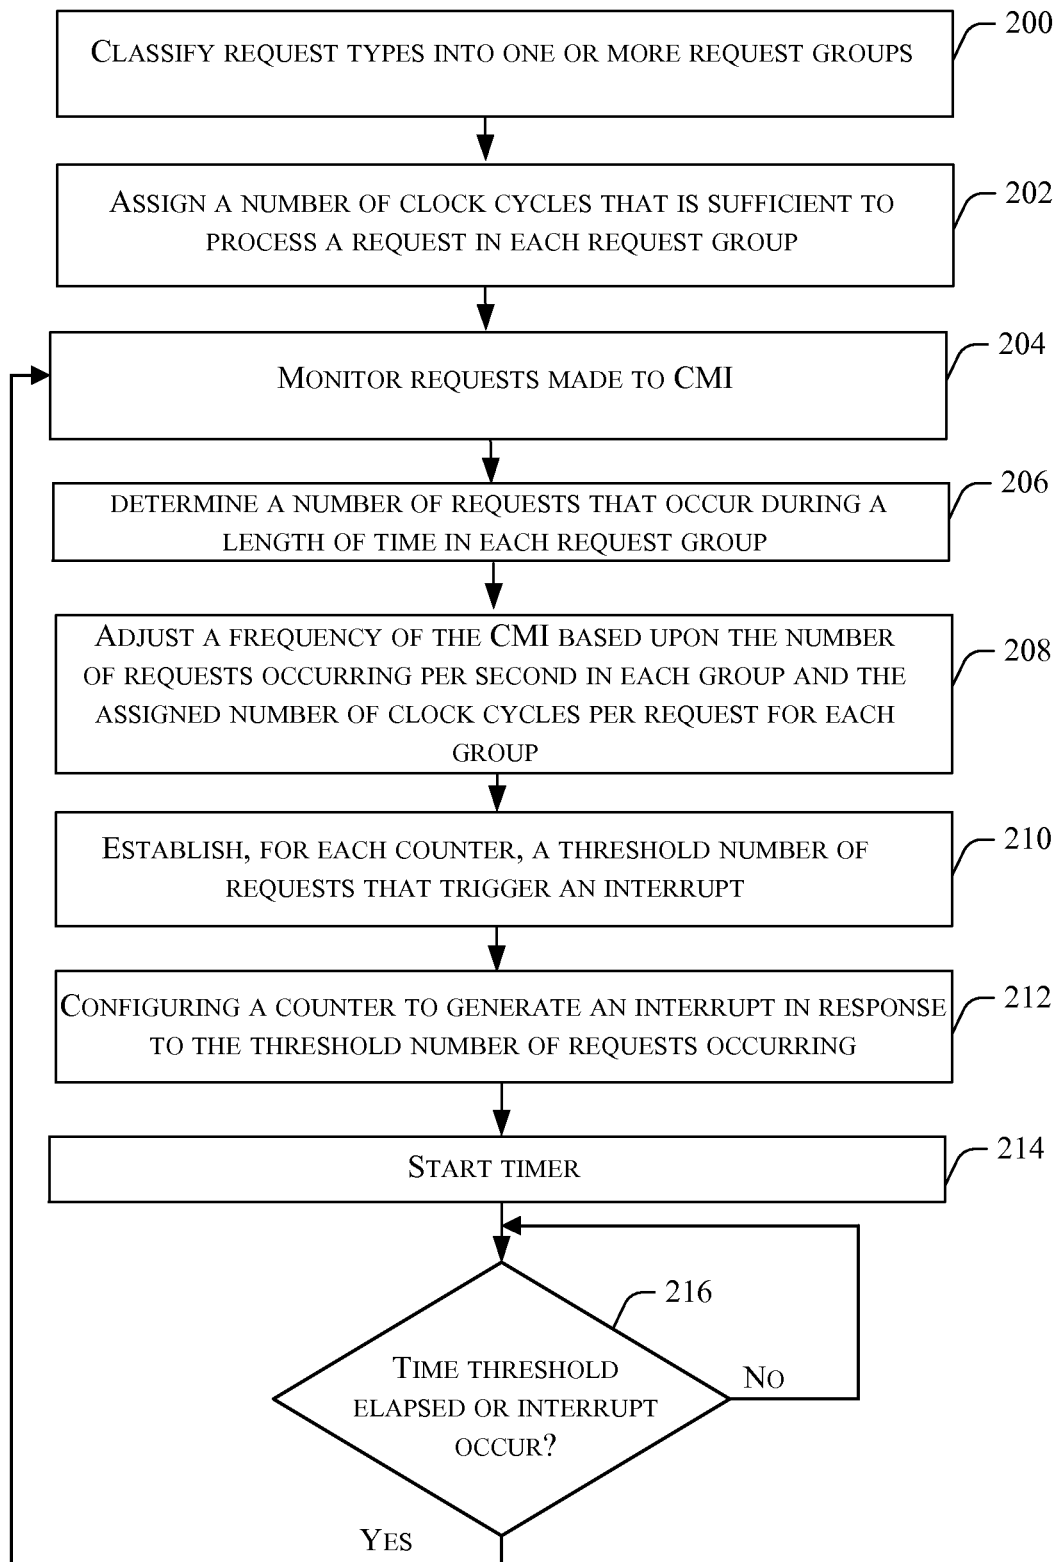 CLASSIFY REQUEST TYPES INTO ONE OR MORE REQUEST GROUPS
200
ASSIGN A NUMBER OF CLOCK CYCLES THAT IS SUFFICIENT TO
PROCESS A REQUEST IN EACH REQUEST GROUP
202
MONITOR REQUESTS MADE TO CMI
204
DETERMINE A NUMBER OF REQUESTS THAT OCCUR DURING A
LENGTH OF TIME IN EACH REQUEST GROUP
206
ADJUST A FREQUENCY OF THE CMI BASED UPON THE NUMBER
OF REQUESTS OCCURRING PER SECOND IN EACH GROUP AND THE
ASSIGNED NUMBER OF CLOCK CYCLES PER REQUEST FOR EACH
GROUP
208
ESTABLISH, FOR EACH COUNTER, A THRESHOLD NUMBER OF
REQUESTS THAT TRIGGER AN INTERRUPT
210
CONFIGURING A COUNTER TO GENERATE AN INTERRUPT IN RESPONSE
TO THE THRESHOLD NUMBER OF REQUESTS OCCURRING
212
START TIMER
214
216
TIME THRESHOLD
ELAPSED OR INTERRUPT
OCCUR?
NO
YES